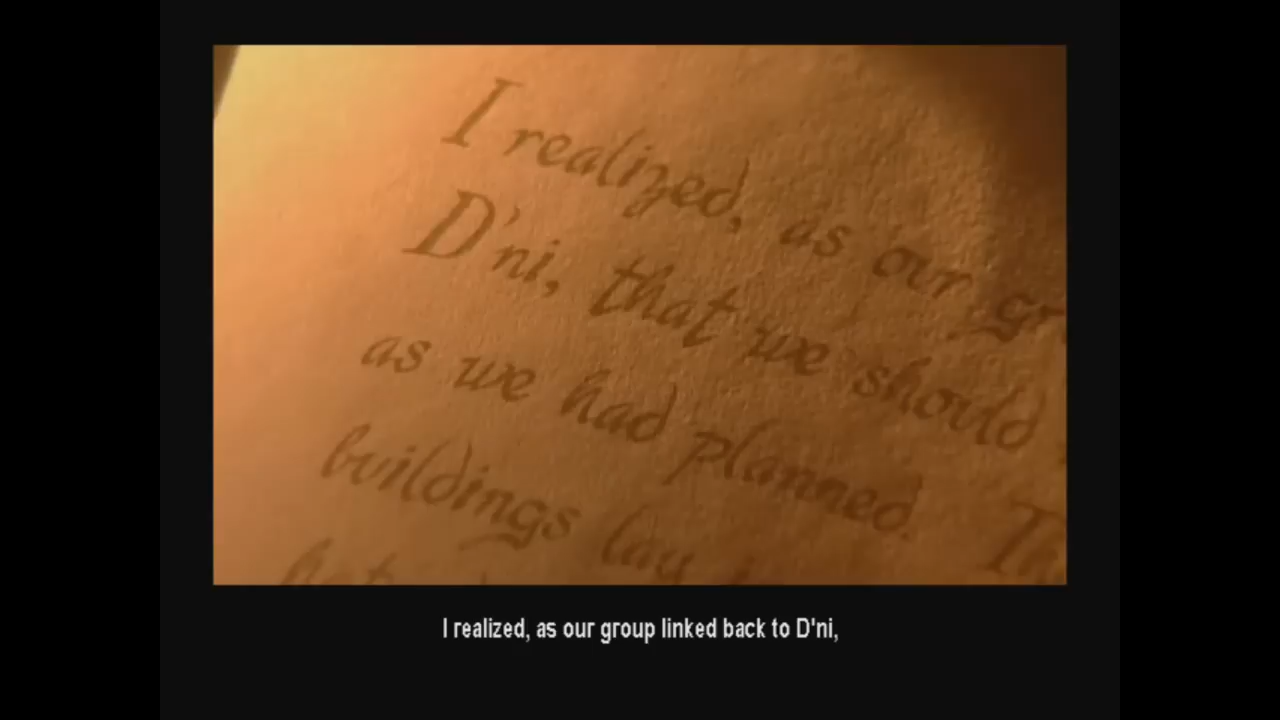 I realized, as our
D'ni, that we should
as we had planned.
buildings lay
I realized, as our group linked back to D'ni,